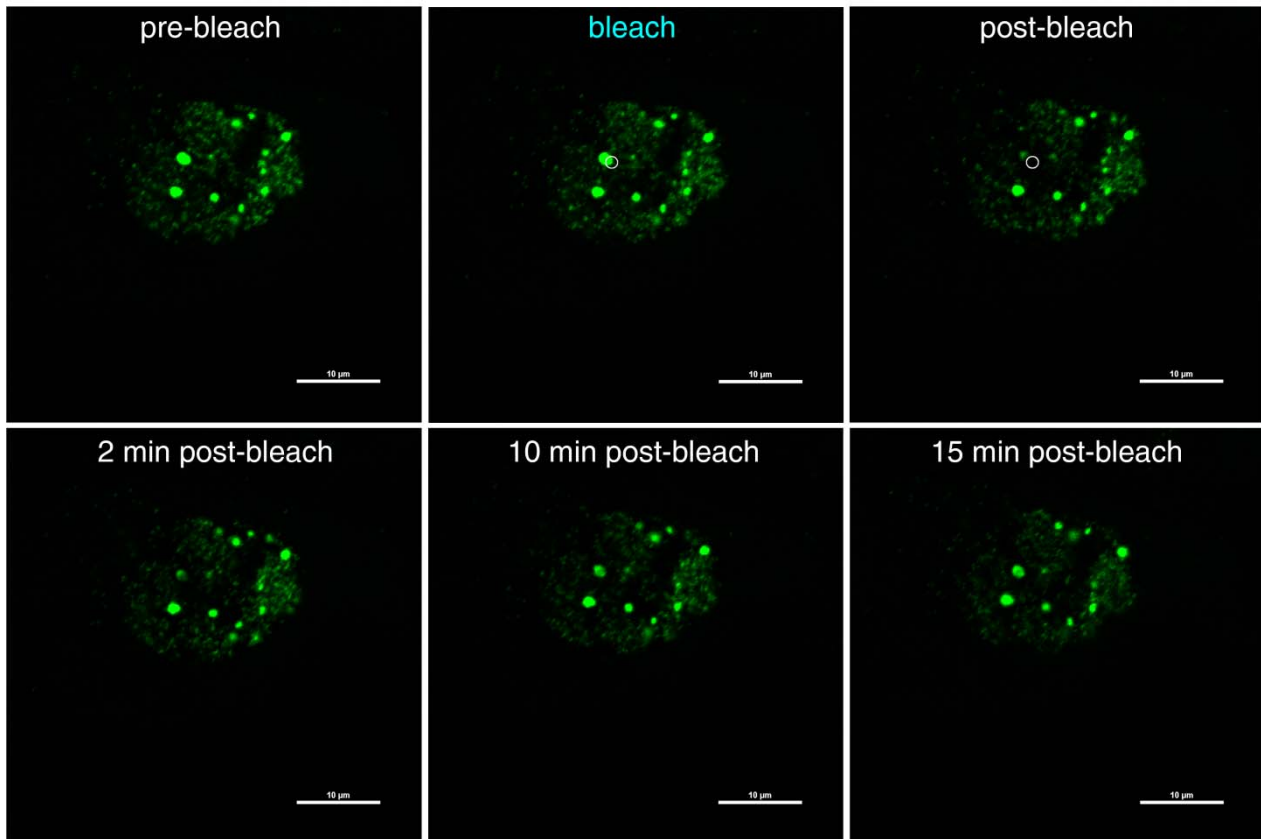 pre-bleach
bleach
post-bleach
10 µm
10 µm
10 µm
2 min post-bleach
10 min post-bleach
15 min post-bleach
10 µm
10 µm
10 µm